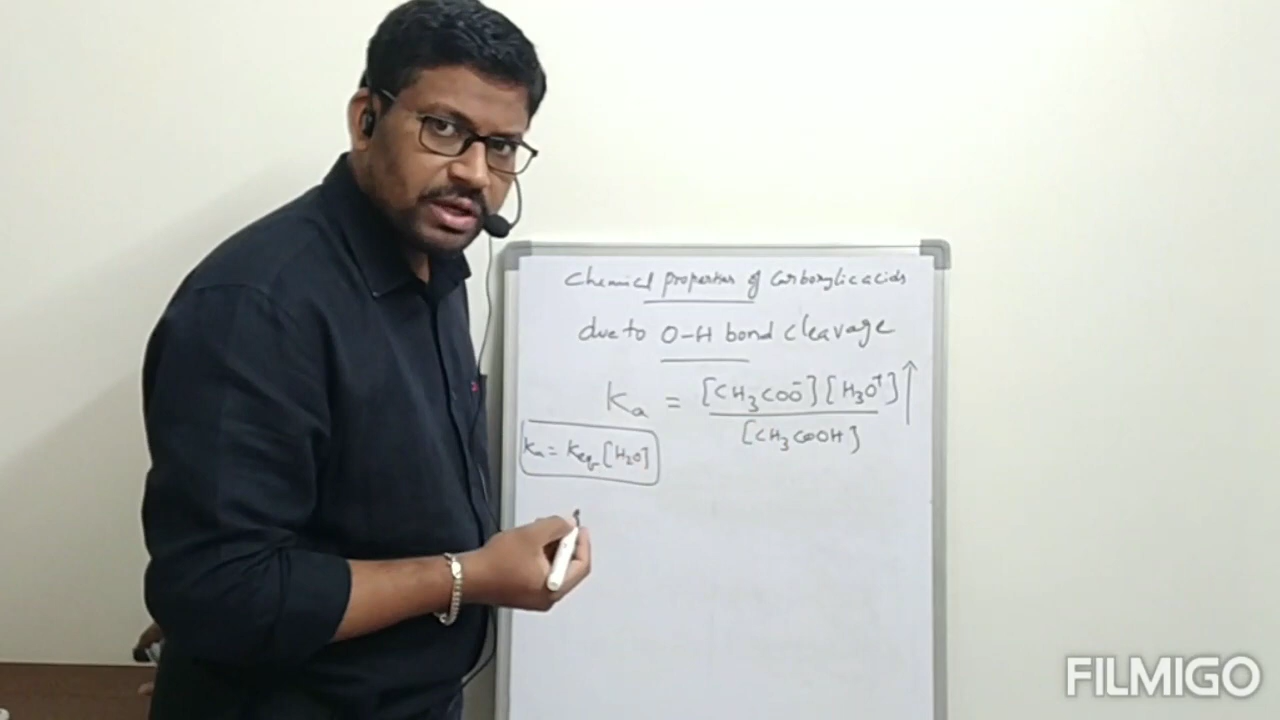 Chemical properties of Carboxylic acids
due to O-H bond cleavage
Ka = [CH3COO-][H3O+] / [CH3COOH] ↑
Ka = Keq [H2O]
FILMIGO